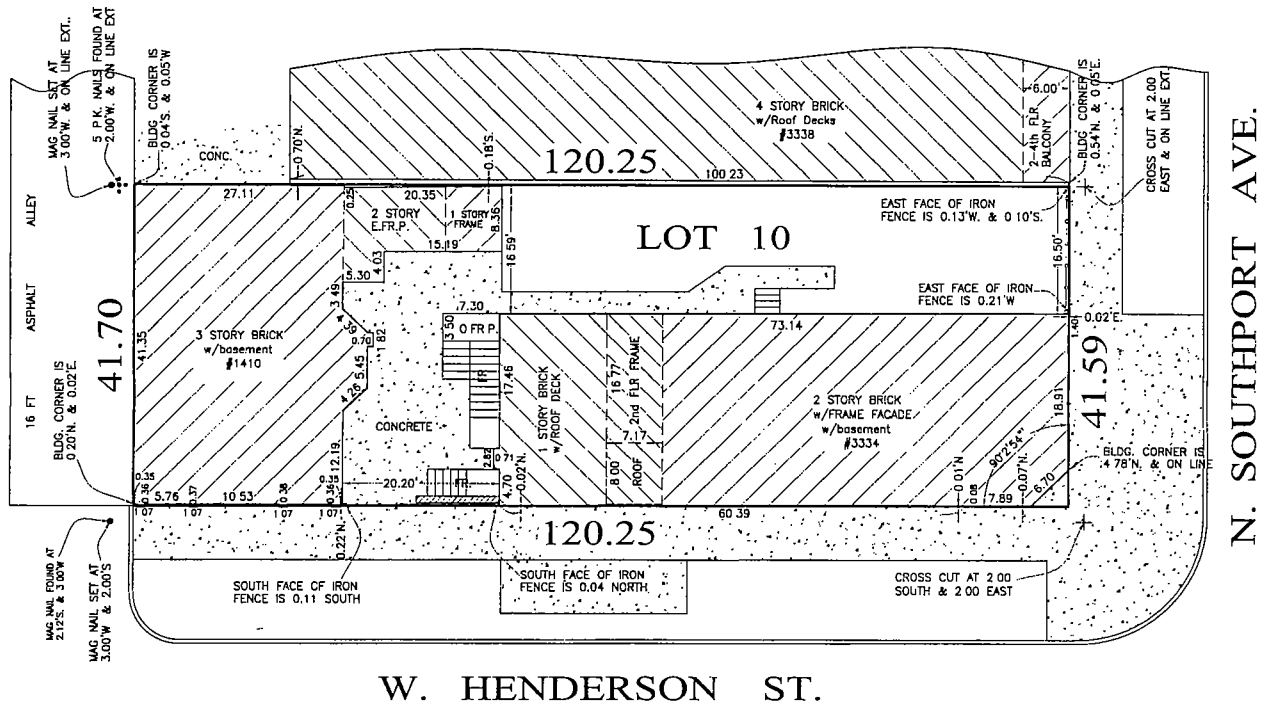 MAG NAIL SET AT
3.00'W. & ON LINE EXT..
5 P.K. NAILS FOUND AT
2.00'W. & ON LINE EXT
BLDG CORNER IS
0.04'S. & 0.05'W
CONC.
0.70'N.
4 STORY BRICK
w/Roof Decks
#3338
6.00'
2-4th FLR
BALCONY
BLDG CORNER IS
0.54'N. & 0.05'E.
CROSS CUT AT 2.00
EAST & ON LINE EXT
120.25
0.18'S.
100 23
27.11
0.25
20.35
2 STORY
E.FR.P.
1 STORY
FRAME
8.36
15.19'
4.03
5.30
16 59'
LOT 10
EAST FACE OF IRON
FENCE IS 0.13'W. & 0 10'S.
16.50'
EAST FACE OF IRON
FENCE IS 0.21'W
0.02'E.
1.40
ALLEY
ASPHALT
16 FT
41.70
41.35
3 STORY BRICK
w/basement
#1410
3.49
4.39
0.70
1 82
5.45
4.26
12.19
7.30
3 50
O FR P.
FR
17.46
CONCRETE
2.82
0 71
FR.
20.20'
4.70
0.02'N.
1 STORY BRICK
W/ROOF DECK
16 77
2nd FLR FRAME
7.17
8 00
ROOF
73.14
2 STORY BRICK
w/FRAME FACADE
w/basement
#3334
18.91
41.59
90°2'54"
BLDG. CORNER IS
4.78'N. & ON LINE
0.01'N
0.08
7.89
0.07'N.
6.70
BLDG. CORNER IS
0.20'N. & 0.02'E.
0.35
0.36
1 07
5.76
0.37
1 07
10 53
0.38
1 07
0.36
1 07
0.22'N.
60 39
120.25
MAG NAIL FOUND AT
2.12'S. & 3.00'W
MAG NAIL SET AT
3.00'W & 2.00'S
SOUTH FACE OF IRON
FENCE IS 0.11 SOUTH
SOUTH FACE OF IRON
FENCE IS 0.04 NORTH
CROSS CUT AT 2 00
SOUTH & 2 00 EAST
N. SOUTHPORT AVE.
W. HENDERSON ST.